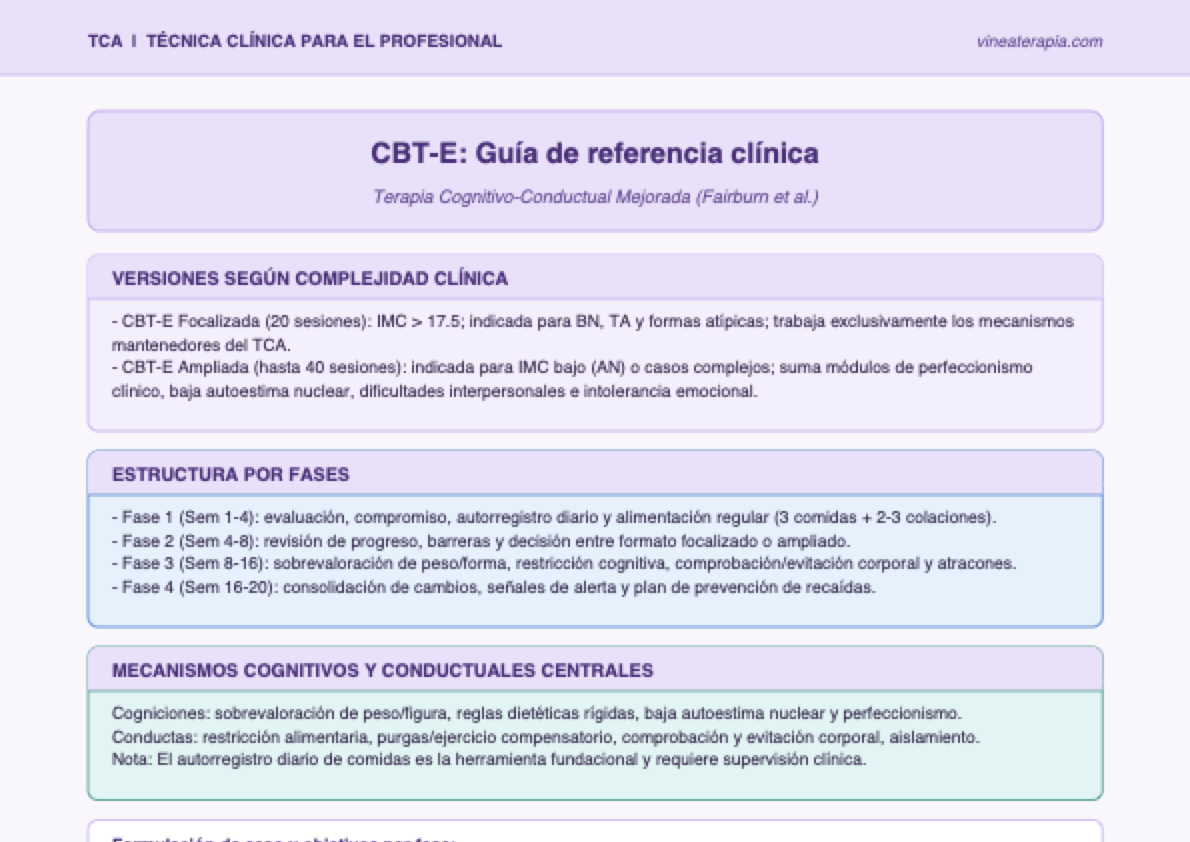 TCA | TÉCNICA CLÍNICA PARA EL PROFESIONAL
vineaterapia.com
CBT-E: Guía de referencia clínica
Terapia Cognitivo-Conductual Mejorada (Fairburn et al.)
VERSIONES SEGÚN COMPLEJIDAD CLÍNICA
- CBT-E Focalizada (20 sesiones): IMC > 17.5; indicada para BN, TA y formas atípicas; trabaja exclusivamente los mecanismos
mantenedores del TCA.
- CBT-E Ampliada (hasta 40 sesiones): indicada para IMC bajo (AN) o casos complejos; suma módulos de perfeccionismo
clínico, baja autoestima nuclear, dificultades interpersonales e intolerancia emocional.
ESTRUCTURA POR FASES
- Fase 1 (Sem 1-4): evaluación, compromiso, autorregistro diario y alimentación regular (3 comidas + 2-3 colaciones).
- Fase 2 (Sem 4-8): revisión de progreso, barreras y decisión entre formato focalizado o ampliado.
- Fase 3 (Sem 8-16): sobrevaloración de peso/forma, restricción cognitiva, comprobación/evitación corporal y atracones.
- Fase 4 (Sem 16-20): consolidación de cambios, señales de alerta y plan de prevención de recaídas.
MECANISMOS COGNITIVOS Y CONDUCTUALES CENTRALES
Cogniciones: sobrevaloración de peso/figura, reglas dietéticas rígidas, baja autoestima nuclear y perfeccionismo.
Conductas: restricción alimentaria, purgas/ejercicio compensatorio, comprobación y evitación corporal, aislamiento.
Nota: El autorregistro diario de comidas es la herramienta fundacional y requiere supervisión clínica.